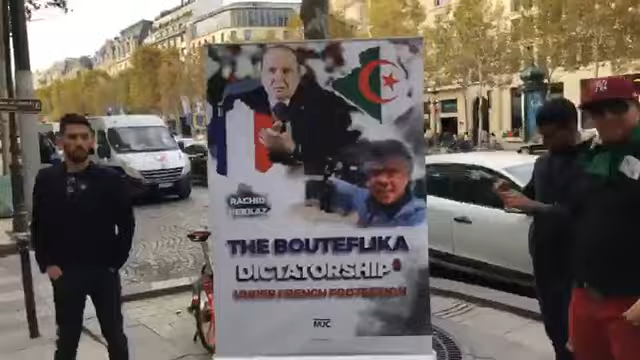 RACHID
NEKKAZ
THE BOUTEFLIKA
DICTATORSHIP
UNDER FRENCH PROTECTION
MJC